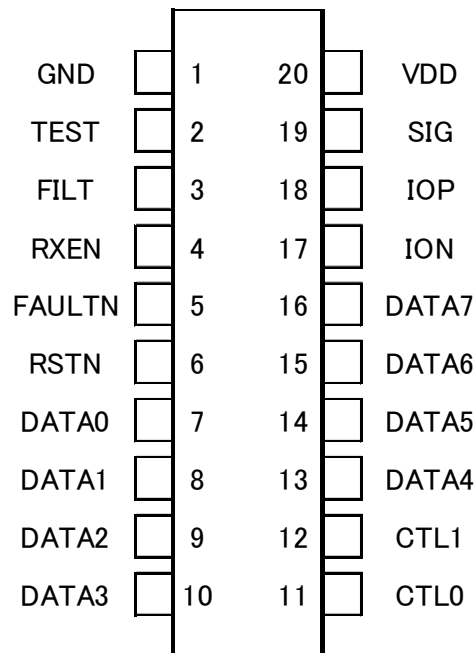 GND 1 20 VDD
TEST 2 19 SIG
FILT 3 18 IOP
RXEN 4 17 ION
FAULTN 5 16 DATA7
RSTN 6 15 DATA6
DATA0 7 14 DATA5
DATA1 8 13 DATA4
DATA2 9 12 CTL1
DATA3 10 11 CTL0